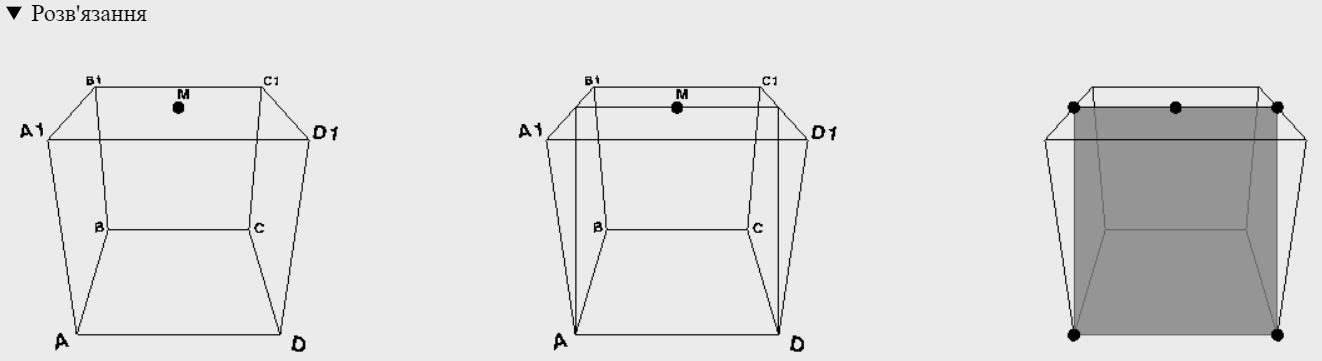 ▼ Розв'язання
B1 C1 B1 C1
M M
A1 D1 A1 D1
B C B C
A D A D